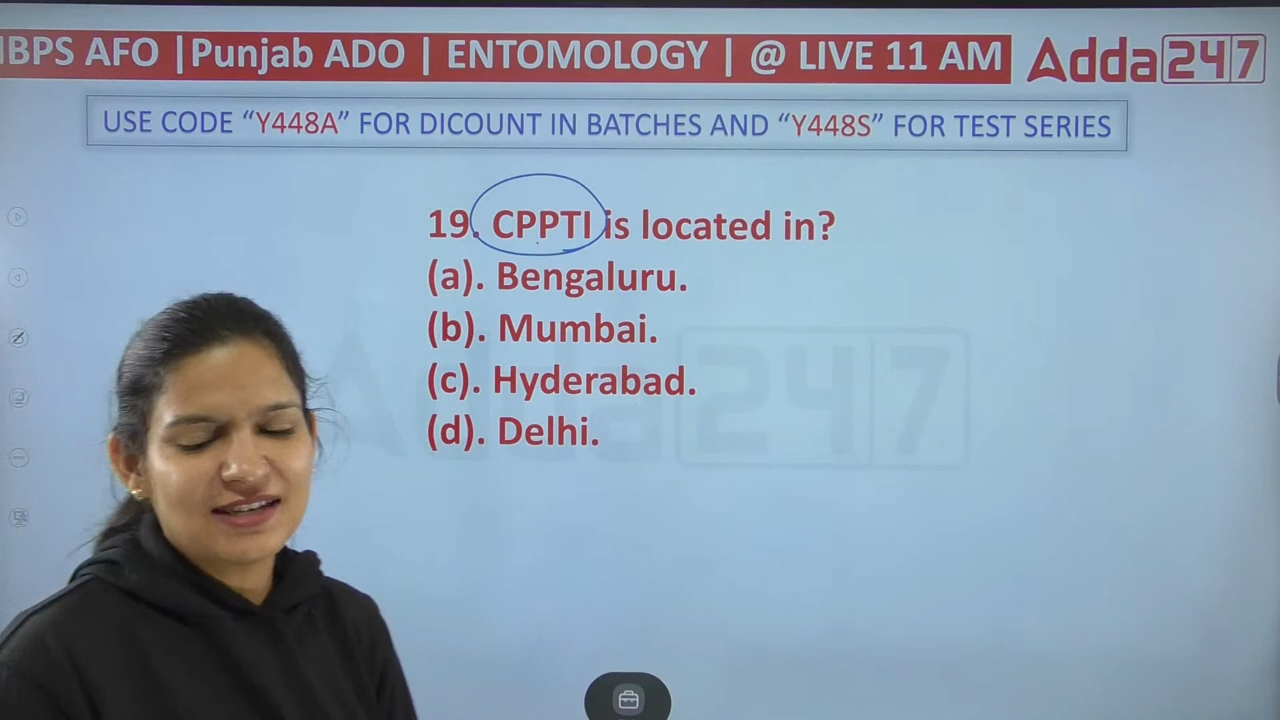 IBPS AFO |Punjab ADO | ENTOMOLOGY | @ LIVE 11 AM
Adda247
USE CODE “Y448A” FOR DICOUNT IN BATCHES AND “Y448S” FOR TEST SERIES
19. CPPTI is located in?
(a). Bengaluru.
(b). Mumbai.
(c). Hyderabad.
(d). Delhi.
Adda247